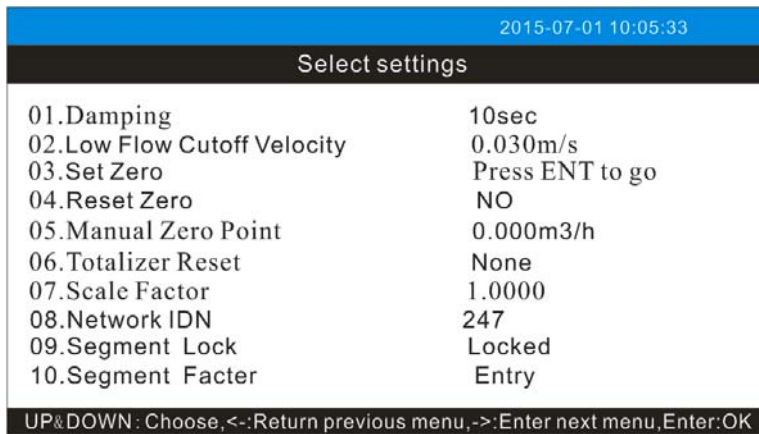 2015-07-01 10:05:33
Select settings
01.Damping 10sec
02.Low Flow Cutoff Velocity 0.030m/s
03.Set Zero Press ENT to go
04.Reset Zero NO
05.Manual Zero Point 0.000m3/h
06.Totalizer Reset None
07.Scale Factor 1.0000
08.Network IDN 247
09.Segment Lock Locked
10.Segment Facter Entry
UP&DOWN: Choose,<-:Return previous menu,->:Enter next menu,Enter:OK